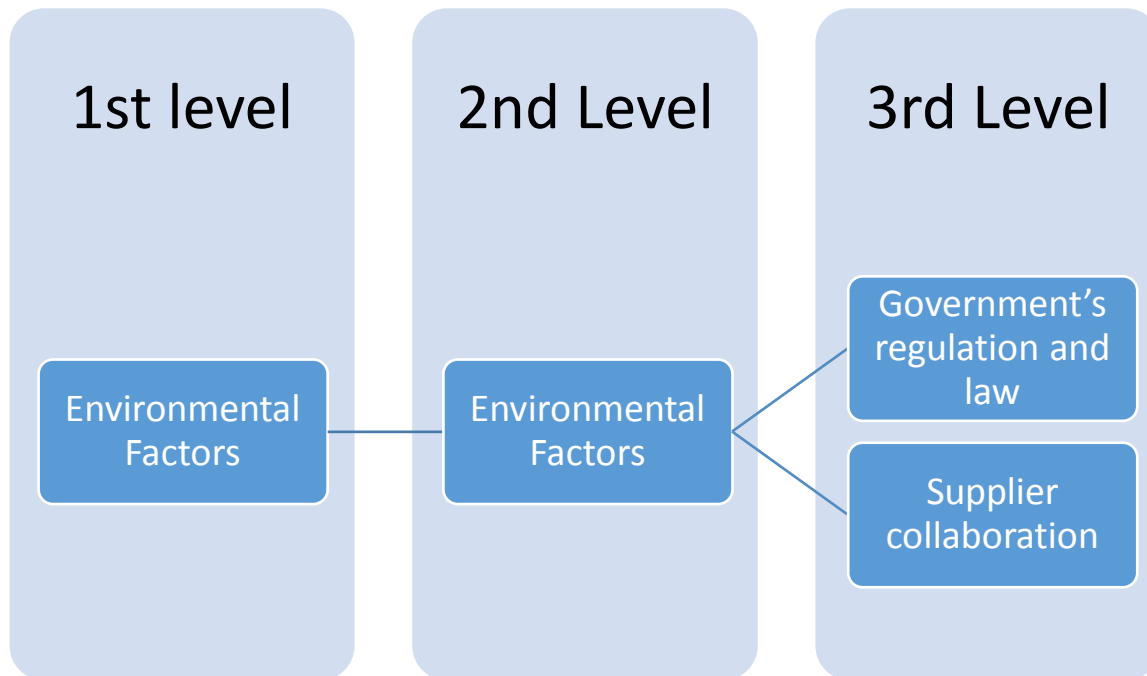 1st level
2nd Level
3rd Level
Environmental
Factors
Environmental
Factors
Government’s
regulation and
law
Supplier
collaboration